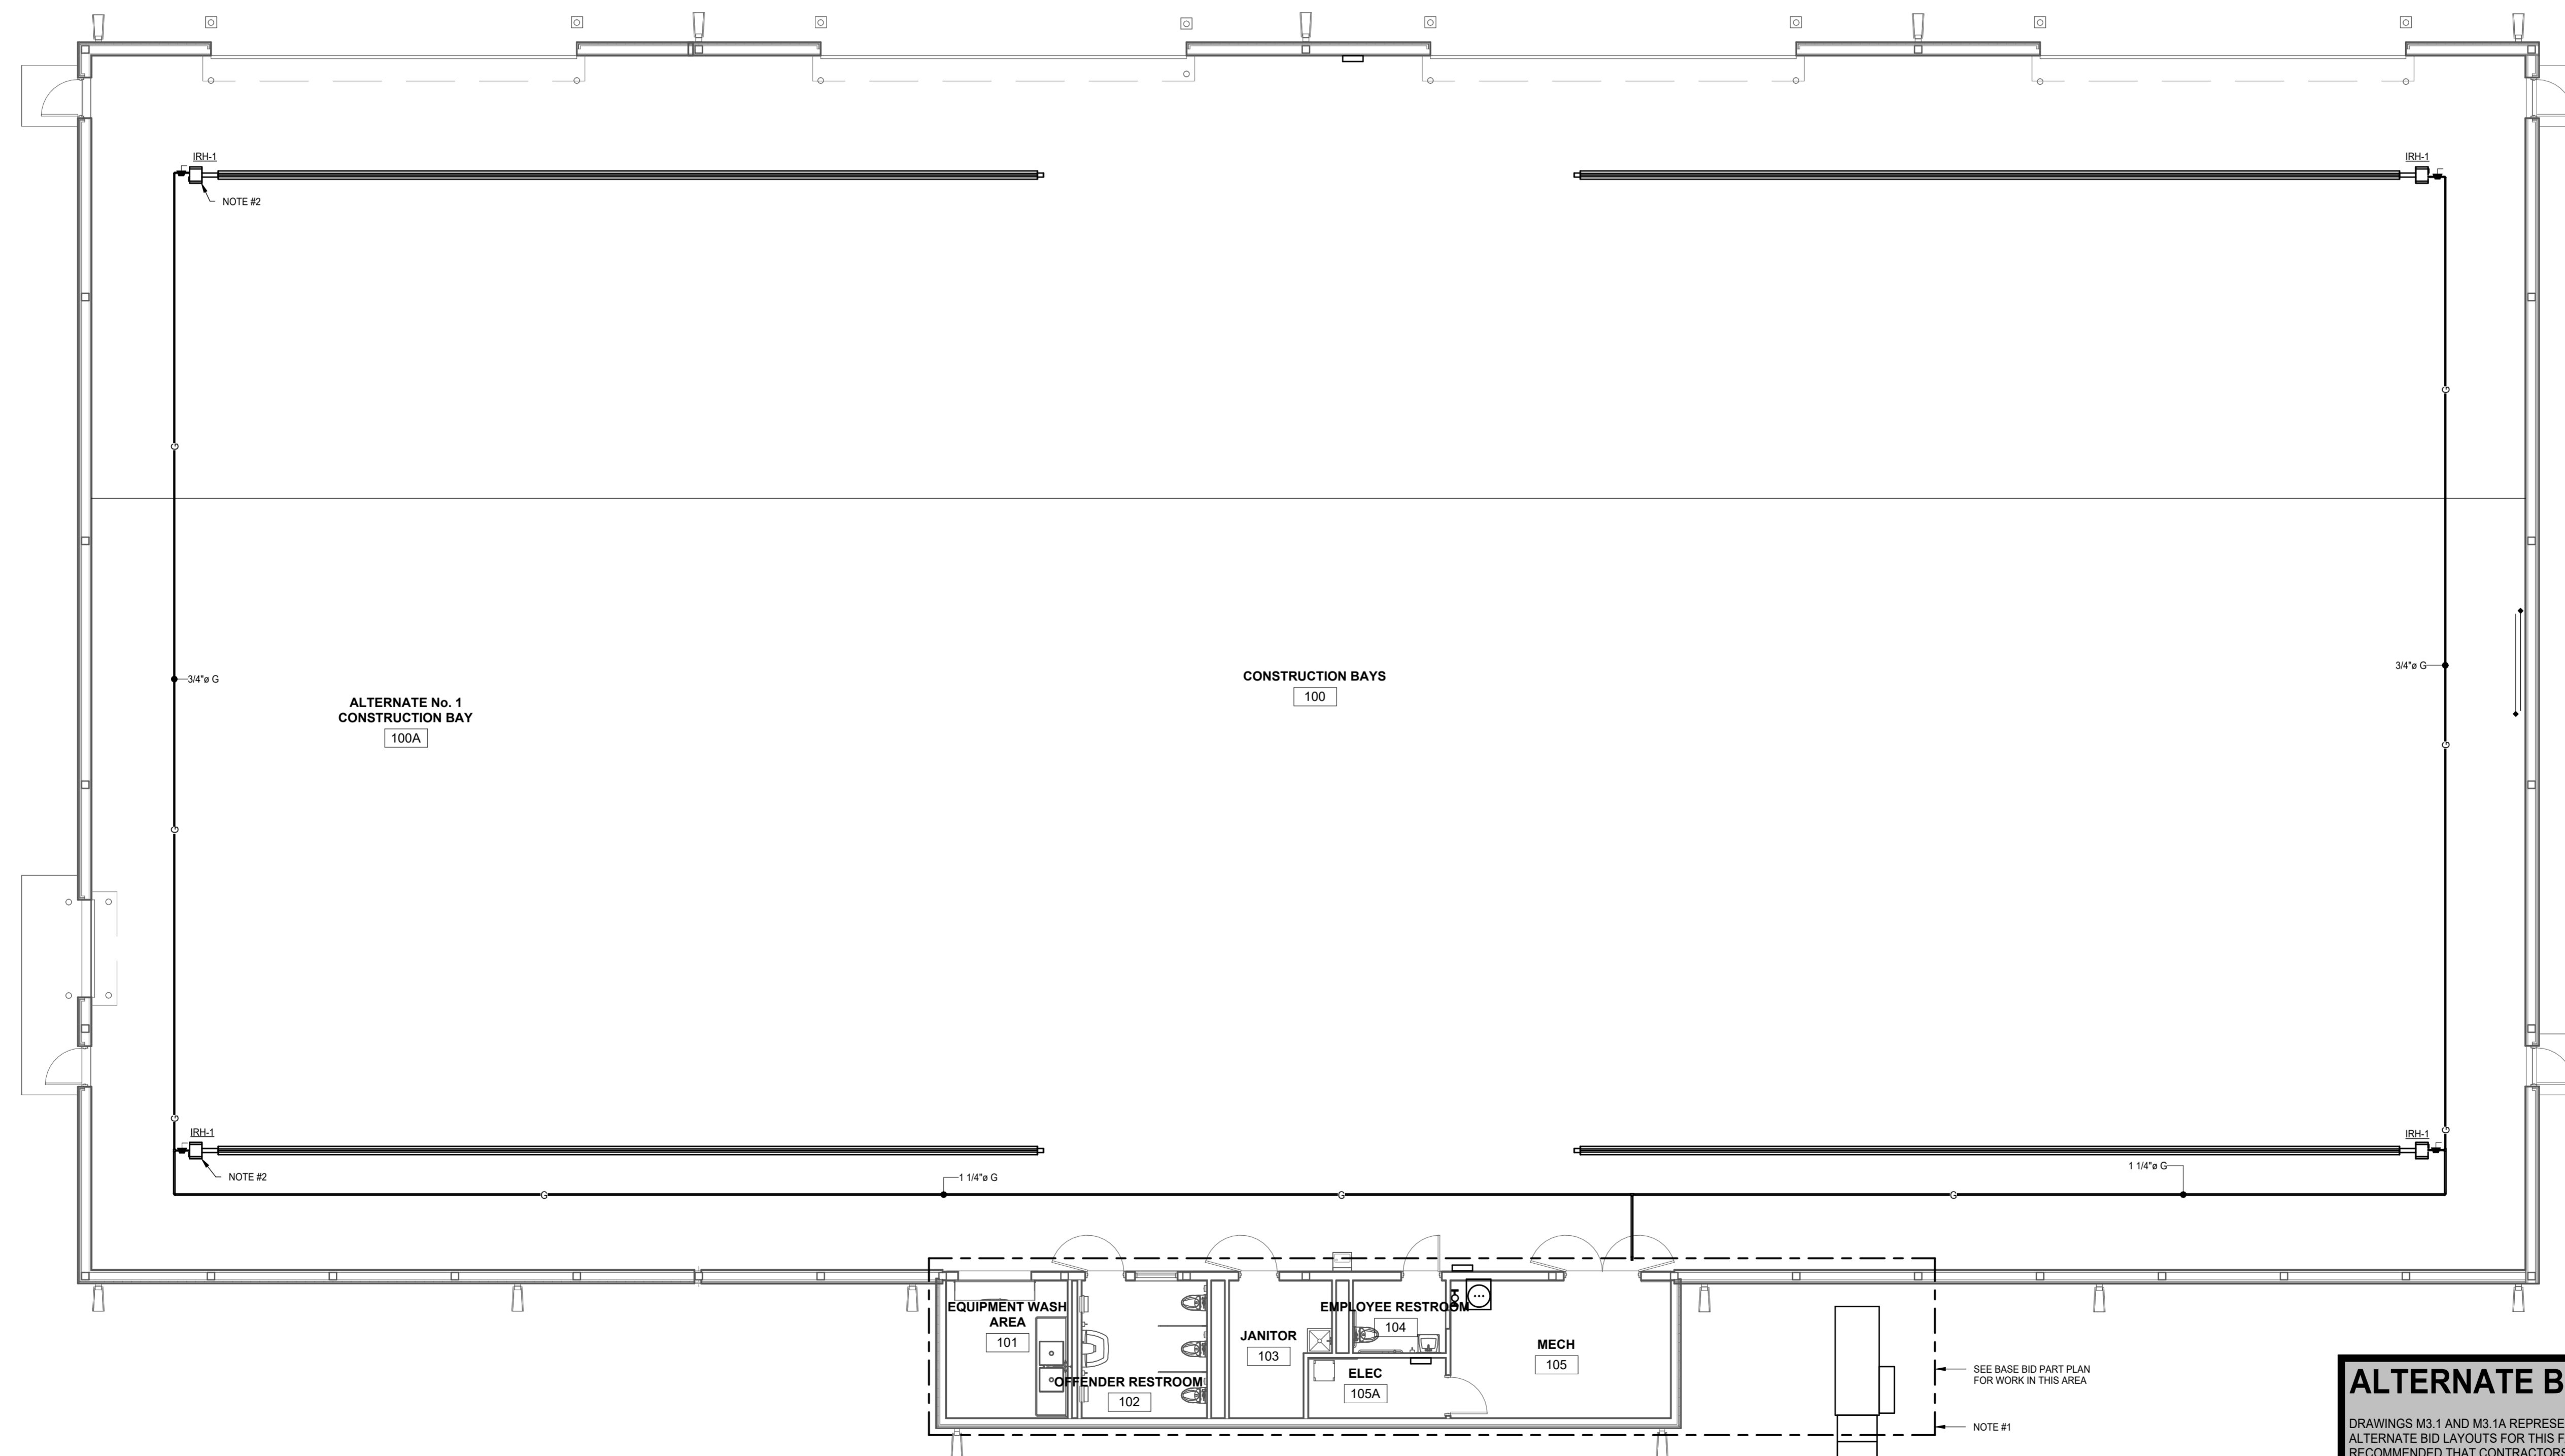 IRH-1
IRH-1
NOTE #2
G
G
3/4"ø G
3/4"ø G
CONSTRUCTION BAYS
100
ALTERNATE No. 1
CONSTRUCTION BAY
100A
G
G
G
G
IRH-1
IRH-1
NOTE #2
1 1/4"ø G
1 1/4"ø G
G
G
G
EQUIPMENT WASH
AREA
101
OFFENDER RESTROOM
102
JANITOR
103
EMPLOYEE RESTROOM
104
ELEC
105A
MECH
105
SEE BASE BID PART PLAN
FOR WORK IN THIS AREA
NOTE #1
ALTERNATE B
DRAWINGS M3.1 AND M3.1A REPRESE
ALTERNATE BID LAYOUTS FOR THIS F
RECOMMENDED THAT CONTRACTORS